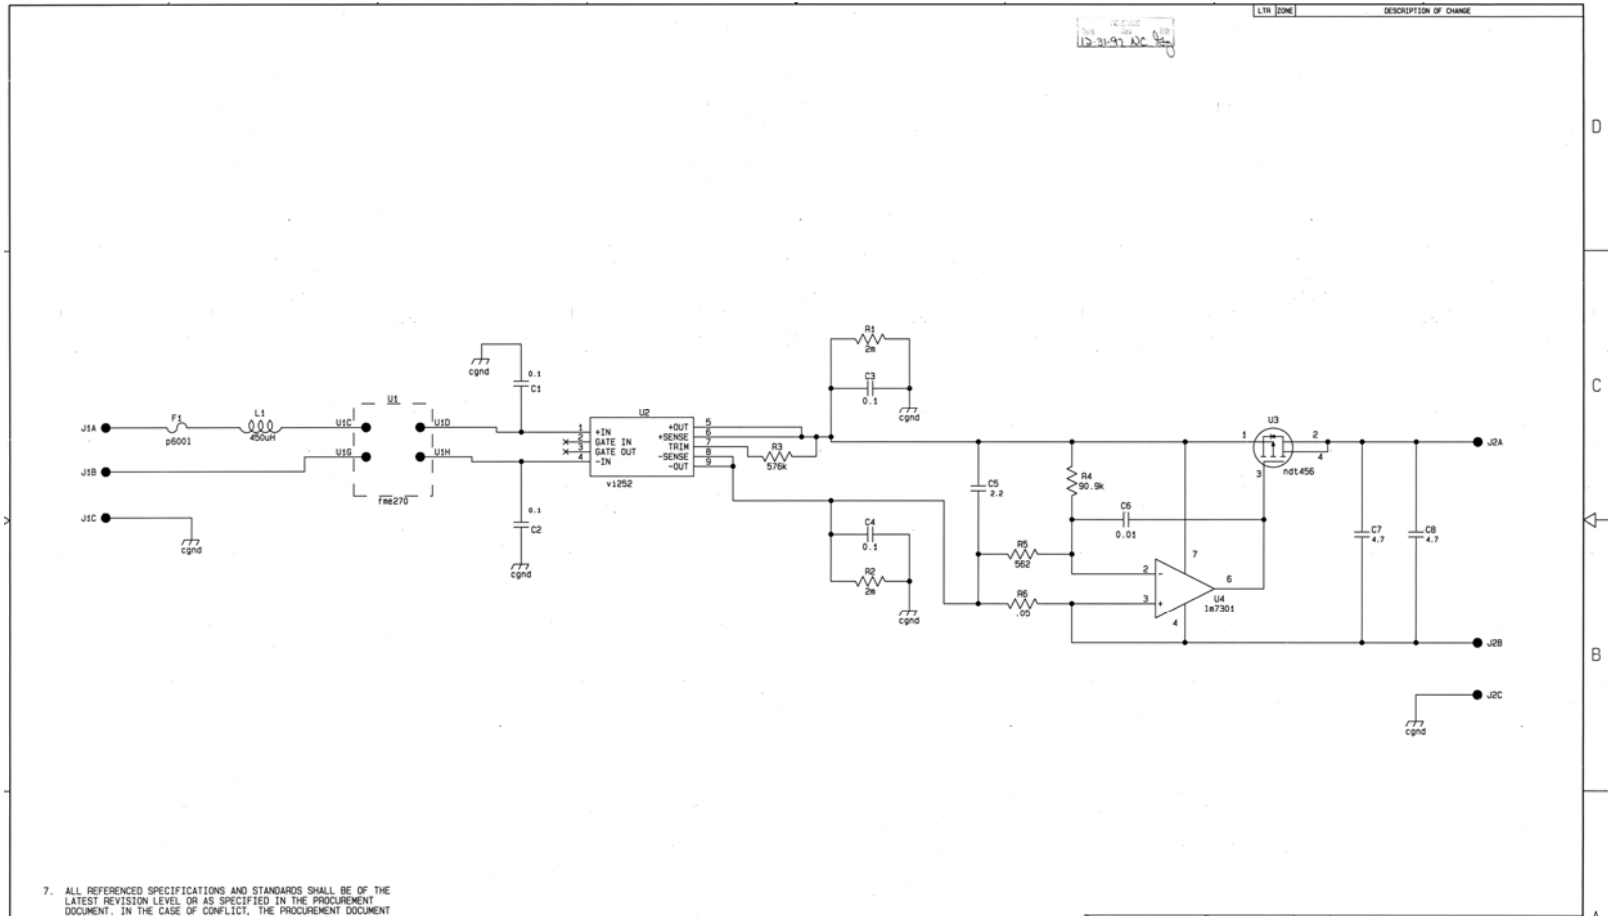 LTR ZONE DESCRIPTION OF CHANGE
12-31-97 NC
D
R1
2m
C3
0.1
cgnd
cgnd
0.1
C1
C
U3
1
2
4
3
ndt456
J1A
F1
p6001
L1
450uH
U1
U1C
U1D
U1G
U1H
fme270
J1B
J1C
cgnd
U2
1 +IN
2 GATE IN
3 GATE OUT
4 -IN
+OUT 5
+SENSE 6
TRIM 7
-SENSE 8
-OUT 9
vi252
R3
576k
0.1
C2
cgnd
C4
0.1
R2
2m
cgnd
C5
2.2
R4
90.9k
C6
0.01
R5
562
R6
.05
2 -
3 +
7
6
4
U4
lm7301
C7
4.7
C8
4.7
J2A
J2B
B
J2C
cgnd
7. ALL REFERENCED SPECIFICATIONS AND STANDARDS SHALL BE OF THE
LATEST REVISION LEVEL OR AS SPECIFIED IN THE PROCUREMENT
DOCUMENT. IN THE CASE OF CONFLICT, THE PROCUREMENT DOCUMENT